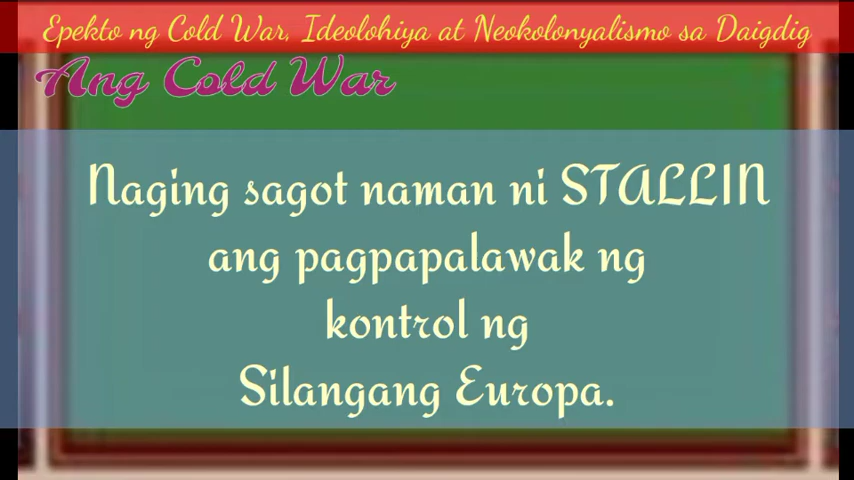 Epekto ng Cold War, Ideolohiya at Neokolonyalismo sa Daigdig
Ang Cold War
Naging sagot naman ni STALLIN
ang pagpapalawak ng
kontrol ng
Silangang Europa.